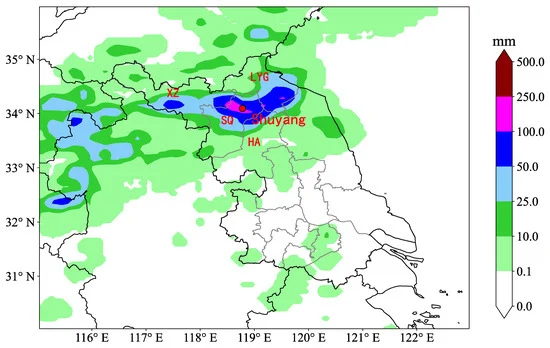 mm
500.0
35° N
LYG
XZ
250.0
34° N
SQ Shuyang
100.0
HA
33° N
50.0
25.0
32° N
10.0
31° N
0.1
0.0
116° E 117° E 118° E 119° E 120° E 121° E 122° E